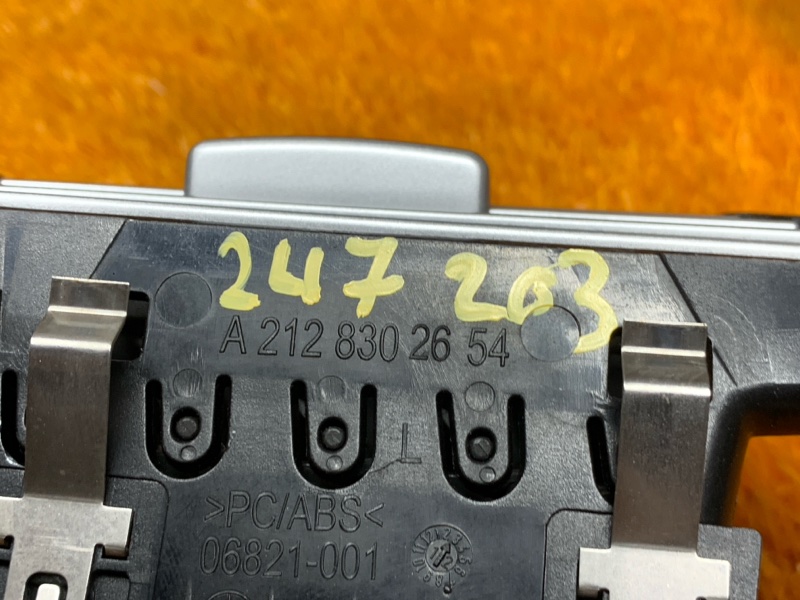 247 203
A 212 830 26 54
L
>PC/ABS<
06821-001